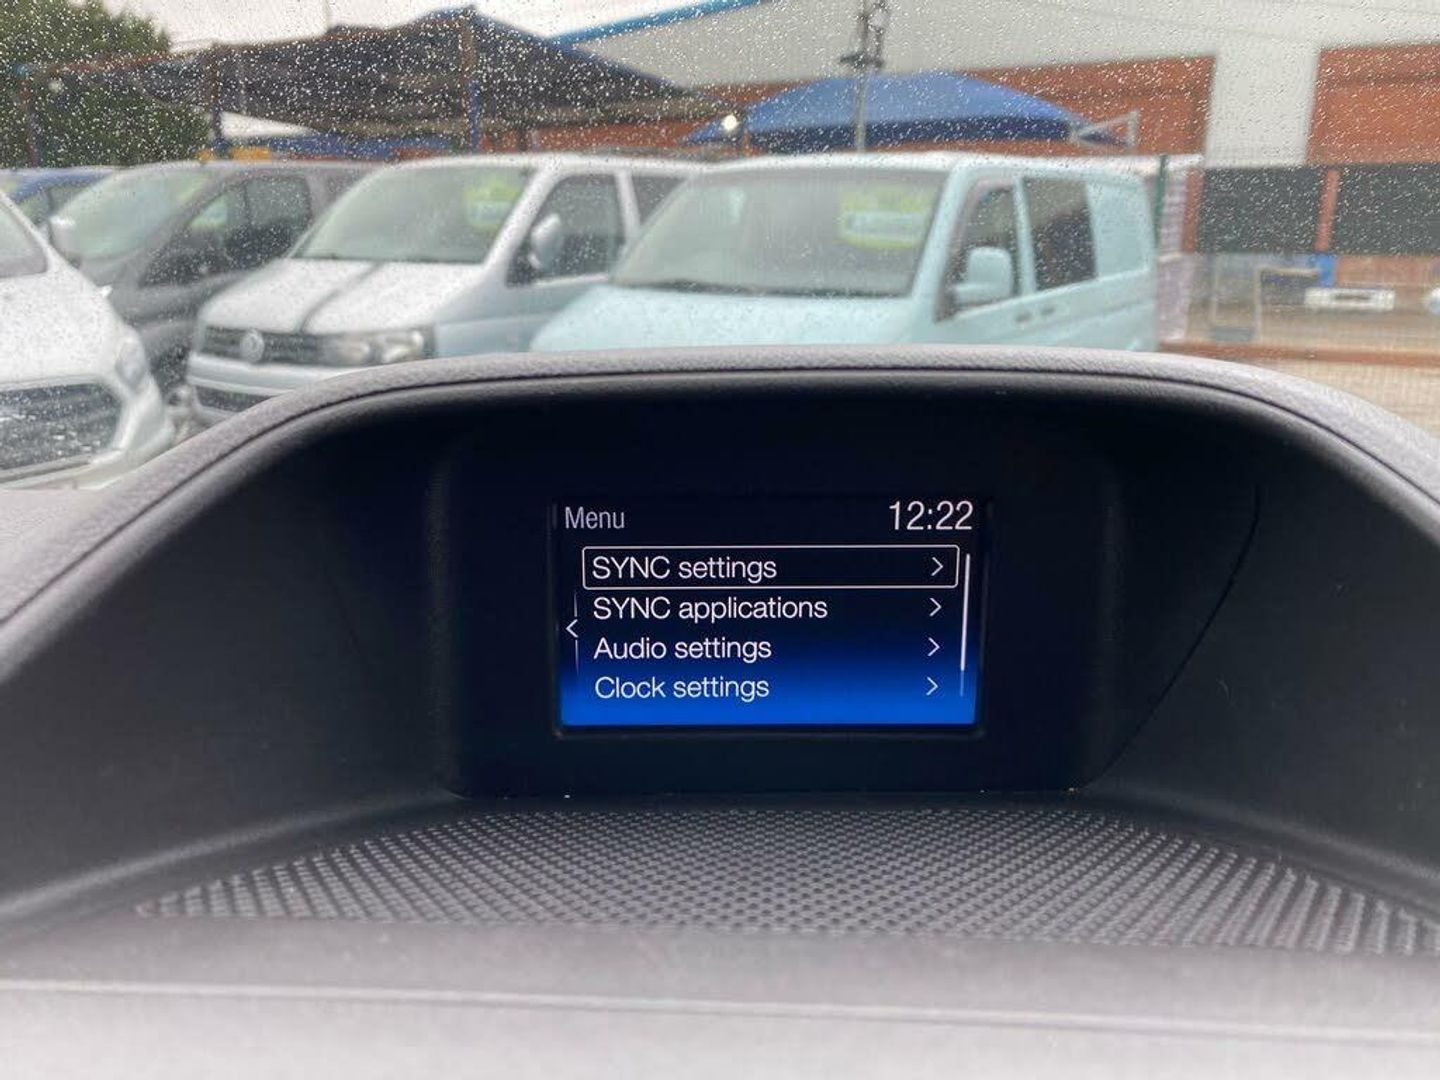 Menu 12:22
SYNC settings
SYNC applications
Audio settings
Clock settings